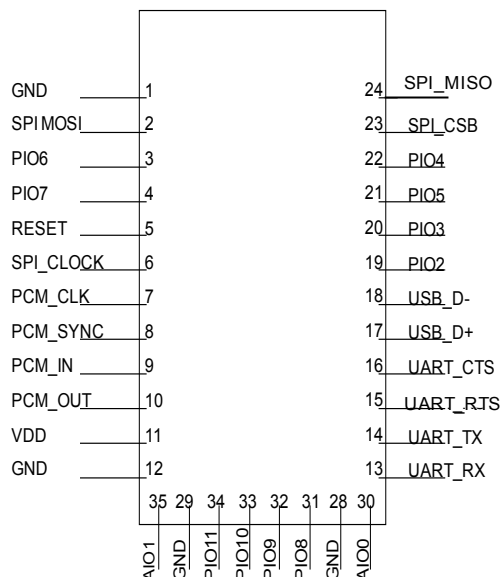 GND 1 24 SPI_MISO
SPI MOSI 2 23 SPI_CSB
PIO6 3 22 PIO4
PIO7 4 21 PIO5
RESET 5 20 PIO3
SPI_CLOCK 6 19 PIO2
PCM_CLK 7 18 USB_D-
PCM_SYNC 8 17 USB_D+
PCM_IN 9 16 UART_CTS
PCM_OUT 10 15 UART_RTS
VDD 11 14 UART_TX
GND 12 13 UART_RX
35 29 34 33 32 31 28 30
AIO1 GND PIO11 PIO10 PIO9 PIO8 GND AIO0